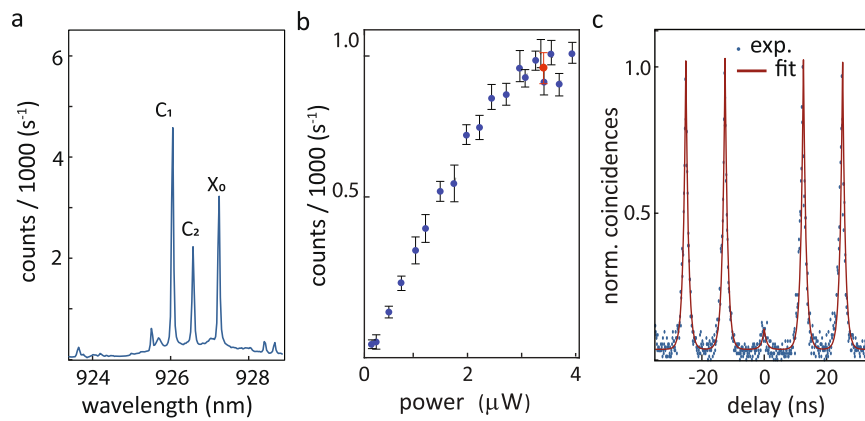 a
counts / 1000 (s⁻¹)
6
4
2
C₁
C₂
X₀
924
926
928
wavelength (nm)
b
counts / 1000 (s⁻¹)
1.0
0.5
0
2
4
power (μW)
c
norm. coincidences
1.0
0.5
exp.
fit
-20
0
20
delay (ns)